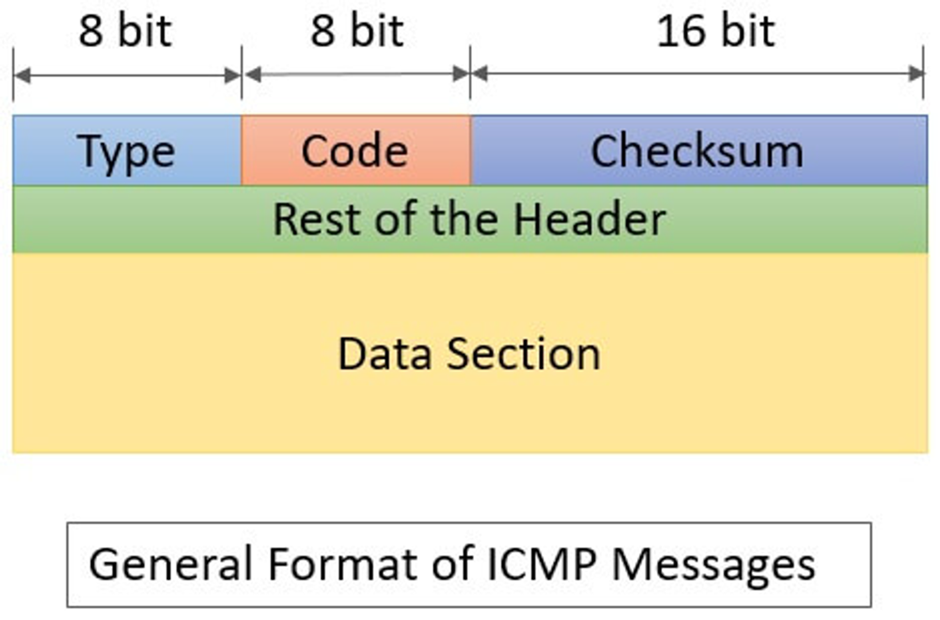 8 bit 8 bit 16 bit
Type Code Checksum
Rest of the Header
Data Section
General Format of ICMP Messages